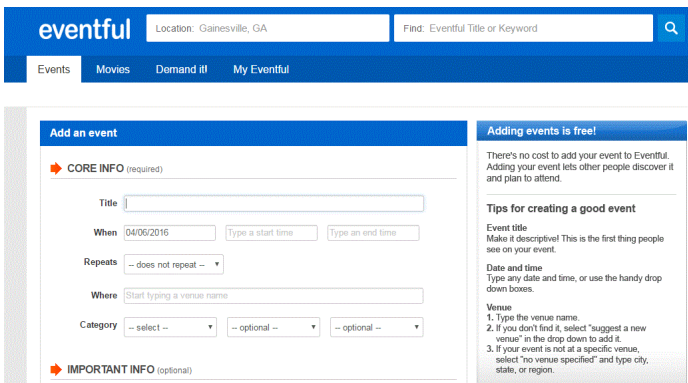 eventful
Location: Gainesville, GA
Find: Eventful Title or Keyword
Events Movies Demand it! My Eventful
Add an event
CORE INFO (required)
Title
When 04/06/2016 Type a start time Type an end time
Repeats -- does not repeat --
Where Start typing a venue name
Category -- select -- -- optional -- -- optional --
IMPORTANT INFO (optional)
Adding events is free!
There's no cost to add your event to Eventful.
Adding your event lets other people discover it
and plan to attend.
Tips for creating a good event
Event title
Make it descriptive! This is the first thing people
see on your event.
Date and time
Type any date and time, or use the handy drop
down boxes.
Venue
1. Type the venue name.
2. If you don't find it, select "suggest a new
venue" in the drop down to add it.
3. If your event is not at a specific venue,
select "no venue specified" and type city,
state, or region.